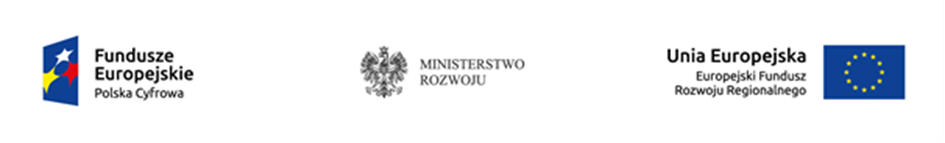 Fundusze
Europejskie
Polska Cyfrowa
MINISTERSTWO
ROZWOJU
Unia Europejska
Europejski Fundusz
Rozwoju Regionalnego